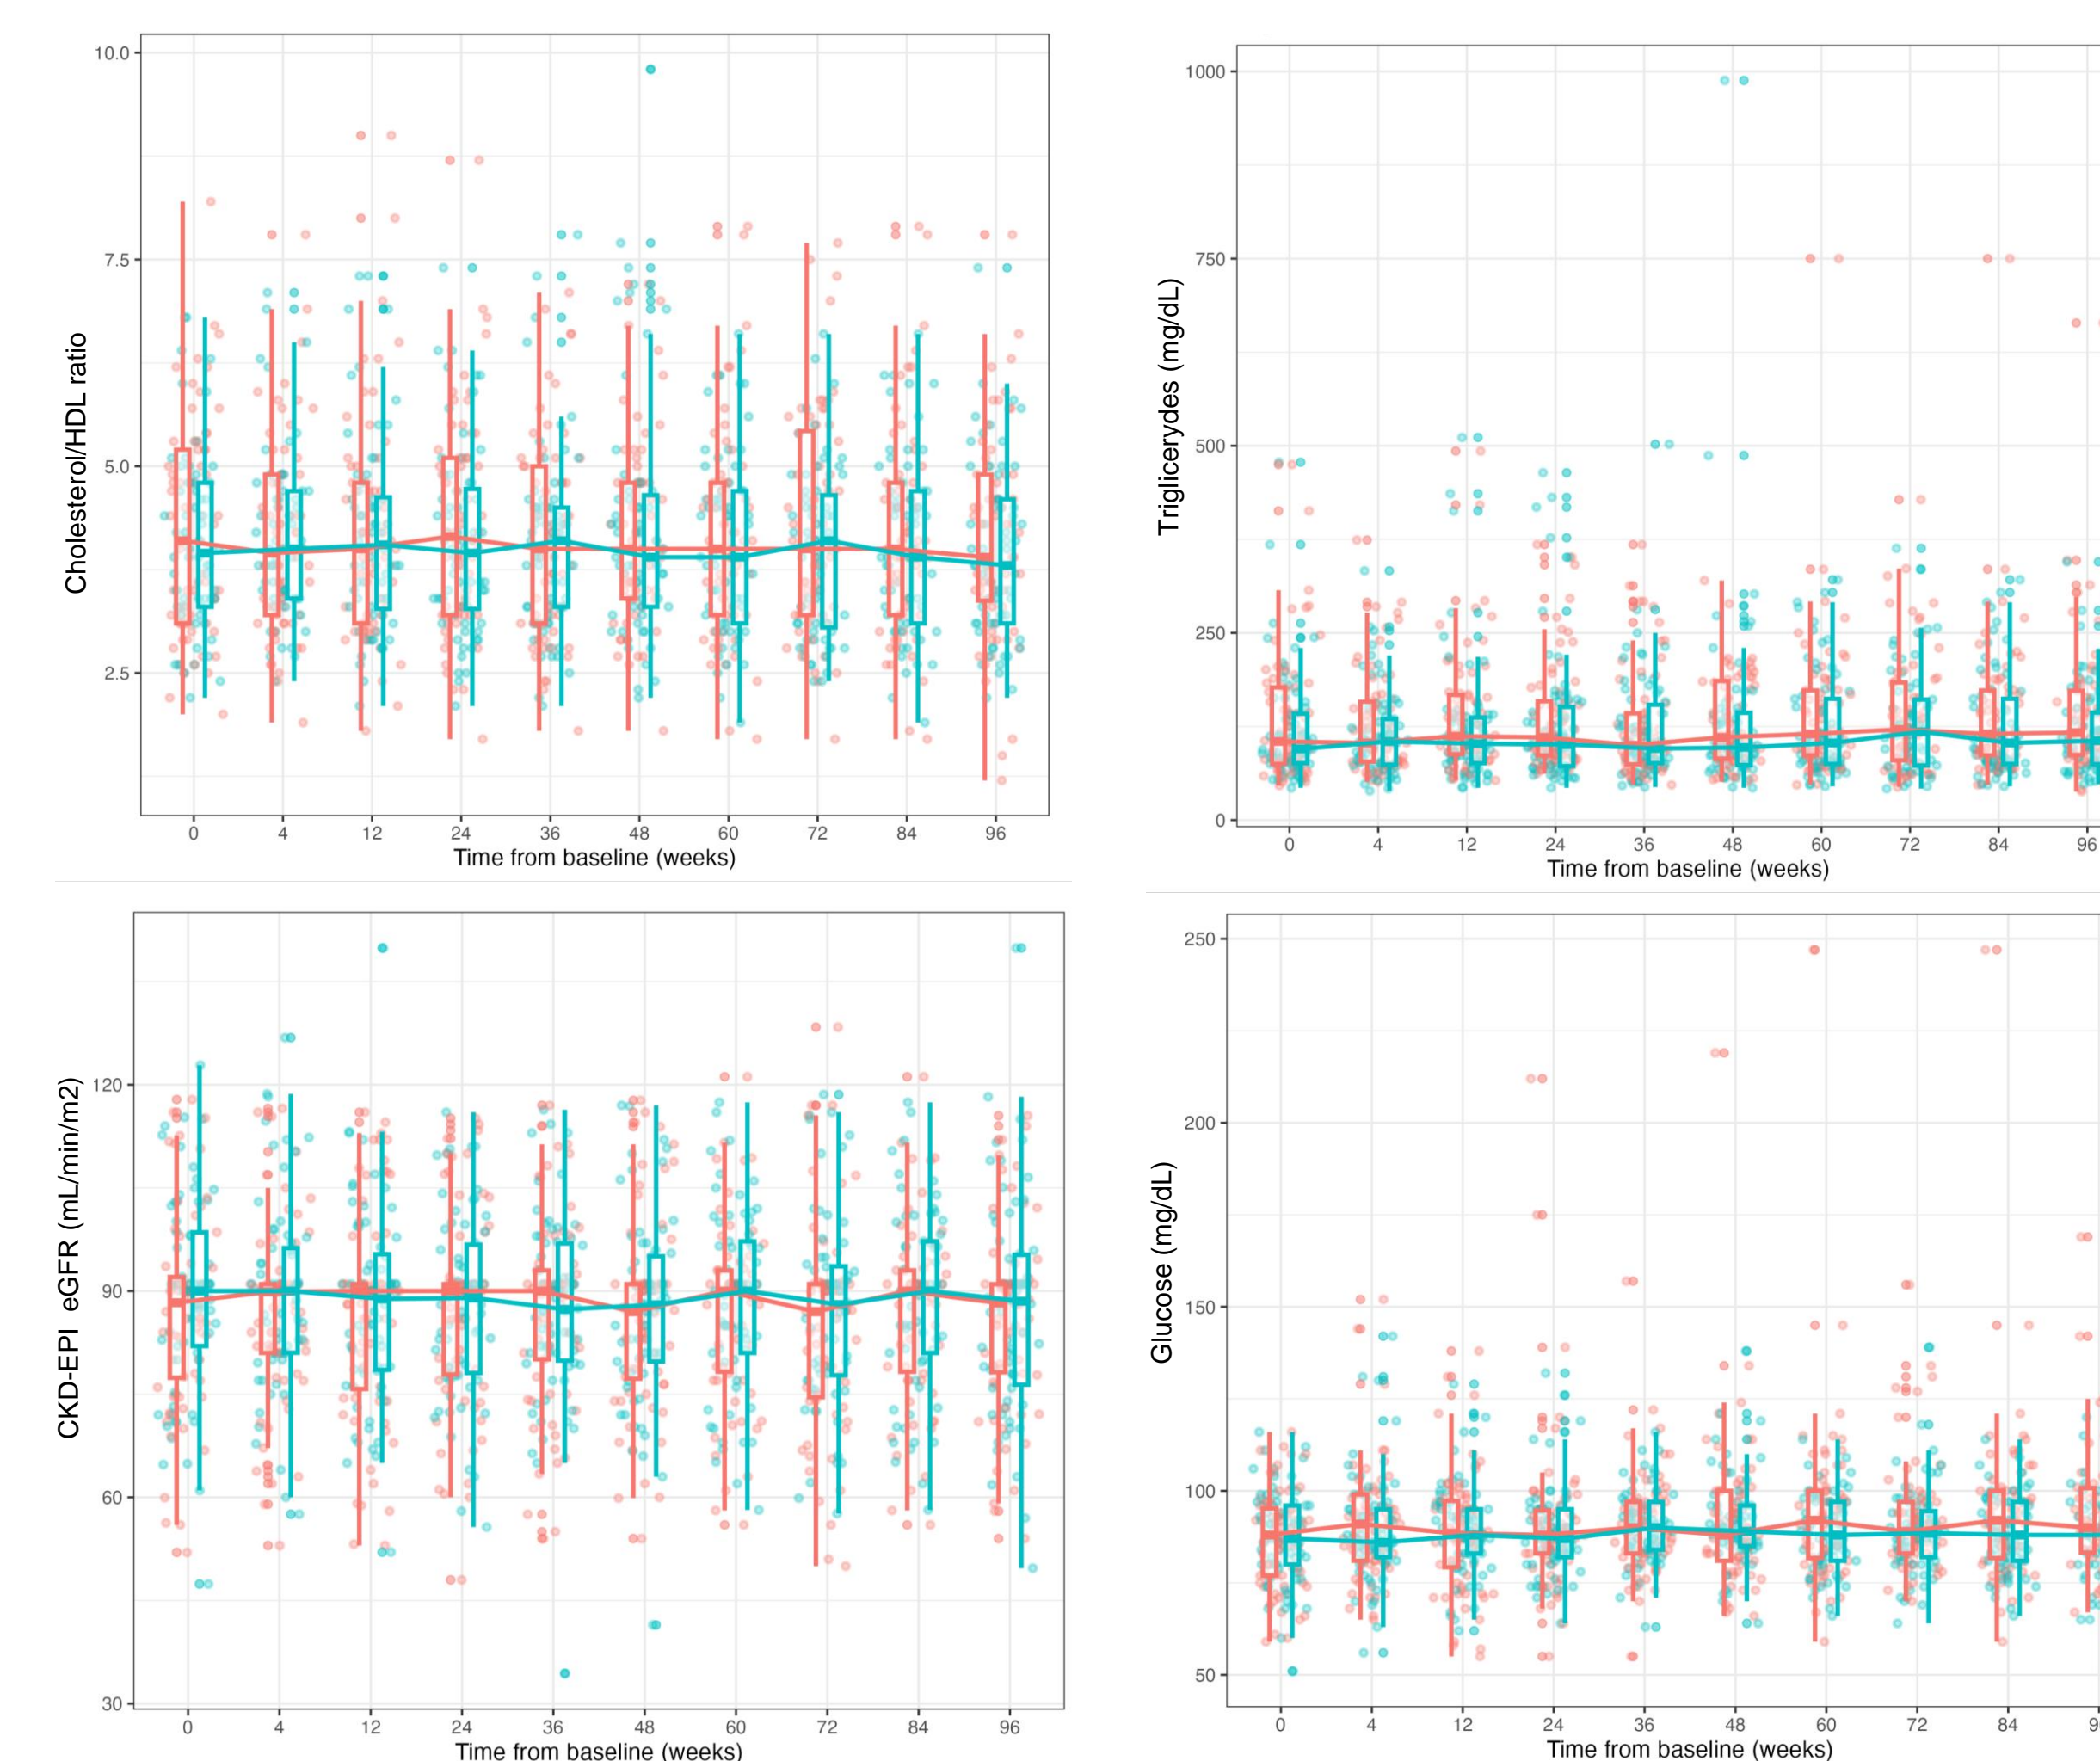 10.0
7.5
5.0
2.5
Cholesterol/HDL ratio
0 4 12 24 36 48 60 72 84 96
Time from baseline (weeks)
1000
750
500
250
0
Triglicerydes (mg/dL)
0 4 12 24 36 48 60 72 84 96
Time from baseline (weeks)
120
90
60
30
CKD-EPI eGFR (mL/min/m2)
0 4 12 24 36 48 60 72 84 96
Time from baseline (weeks)
250
200
150
100
50
Glucose (mg/dL)
0 4 12 24 36 48 60 72 84 9
Time from baseline (weeks)